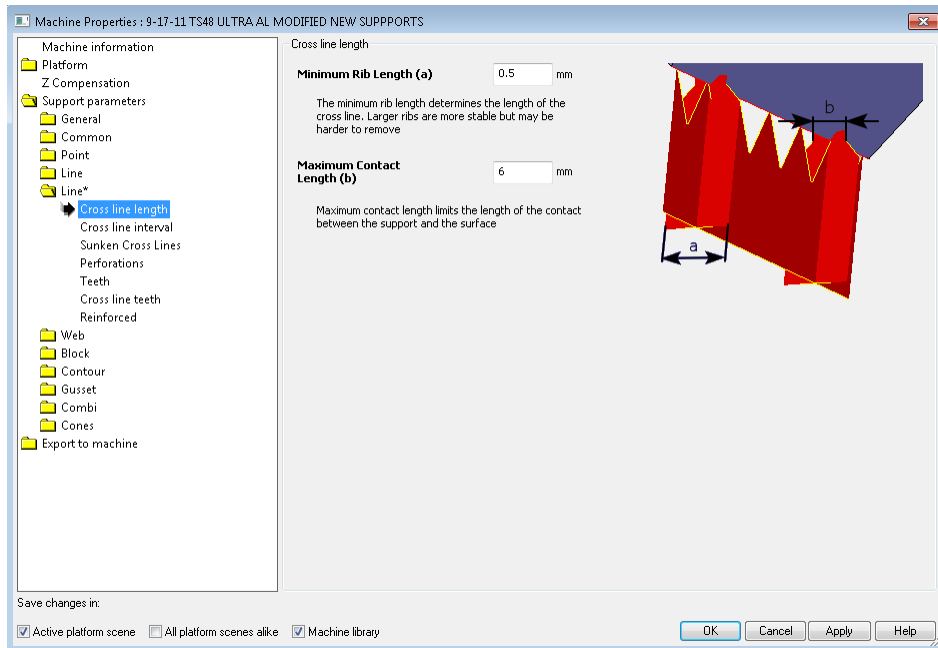 Machine Properties : 9-17-11 TS48 ULTRA AL MODIFIED NEW SUPPPORTS
Machine information
Platform
Z Compensation
Support parameters
General
Common
Point
Line
Line*
Cross line length
Cross line interval
Sunken Cross Lines
Perforations
Teeth
Cross line teeth
Reinforced
Web
Block
Contour
Gusset
Combi
Cones
Export to machine
Cross line length
Minimum Rib Length (a) 0.5 mm
The minimum rib length determines the length of the
cross line. Larger ribs are more stable but may be
harder to remove
Maximum Contact
Length (b) 6 mm
Maximum contact length limits the length of the contact
between the support and the surface
b
a
Save changes in:
Active platform scene All platform scenes alike Machine library
OK Cancel Apply Help